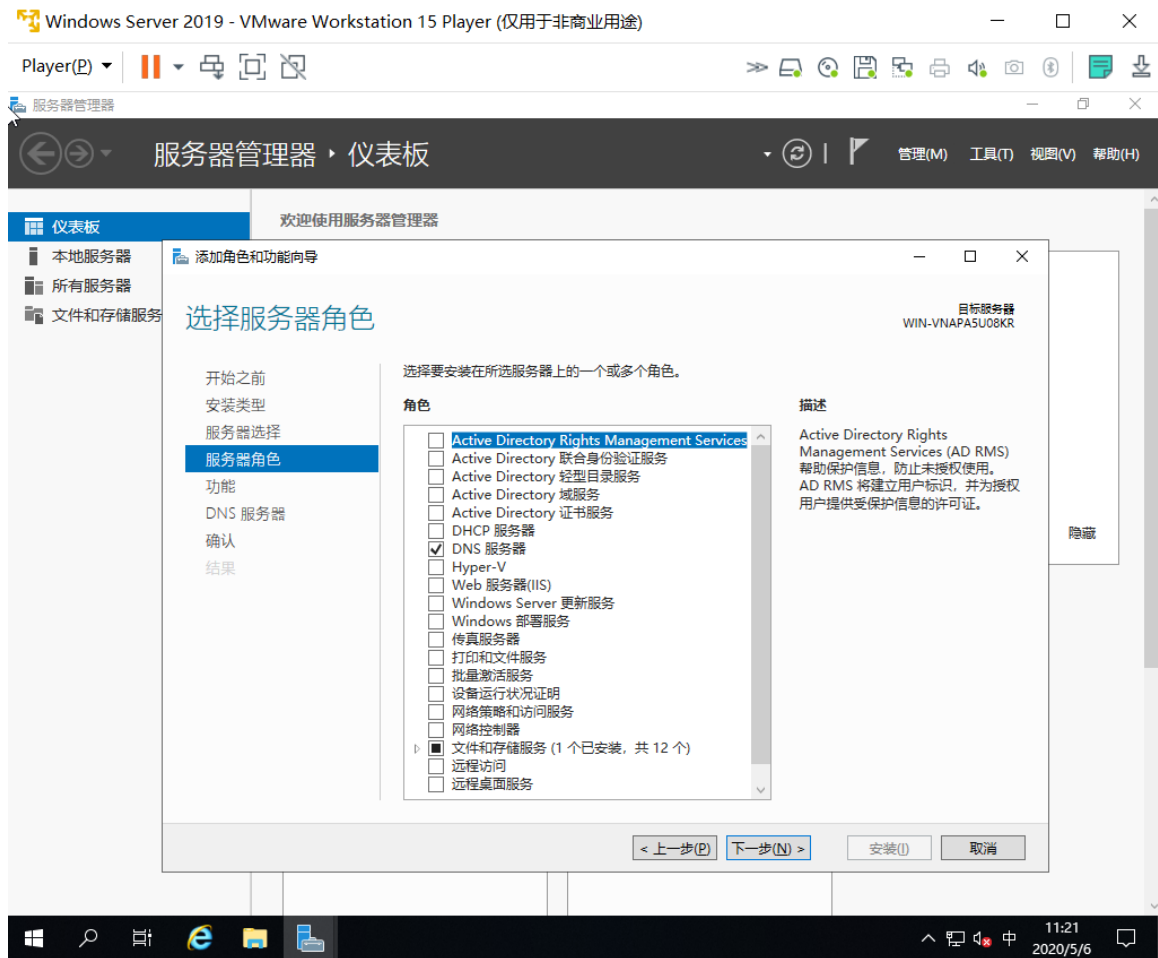 Windows Server 2019 - VMware Workstation 15 Player (仅用于非商业用途)
Player(P)
服务器管理器
服务器管理器 · 仪表板
管理(M) 工具(T) 视图(V) 帮助(H)
仪表板
本地服务器
所有服务器
文件和存储服务
欢迎使用服务器管理器
添加角色和功能向导
选择服务器角色
目标服务器
WIN-VNAPA5U08KR
开始之前
安装类型
服务器选择
服务器角色
功能
DNS 服务器
确认
结果
选择要安装在所选服务器上的一个或多个角色。
角色
Active Directory Rights Management Services
Active Directory 联合身份验证服务
Active Directory 轻型目录服务
Active Directory 域服务
Active Directory 证书服务
DHCP 服务器
DNS 服务器
Hyper-V
Web 服务器(IIS)
Windows Server 更新服务
Windows 部署服务
传真服务器
打印和文件服务
批量激活服务
设备运行状况证明
网络策略和访问服务
网络控制器
文件和存储服务 (1 个已安装，共 12 个)
远程访问
远程桌面服务
描述
Active Directory Rights
Management Services (AD RMS)
帮助保护信息，防止未授权使用。
AD RMS 将建立用户标识，并为授权
用户提供受保护信息的许可证。
隐藏
< 上一步(P) 下一步(N) > 安装(I) 取消
中
11:21
2020/5/6